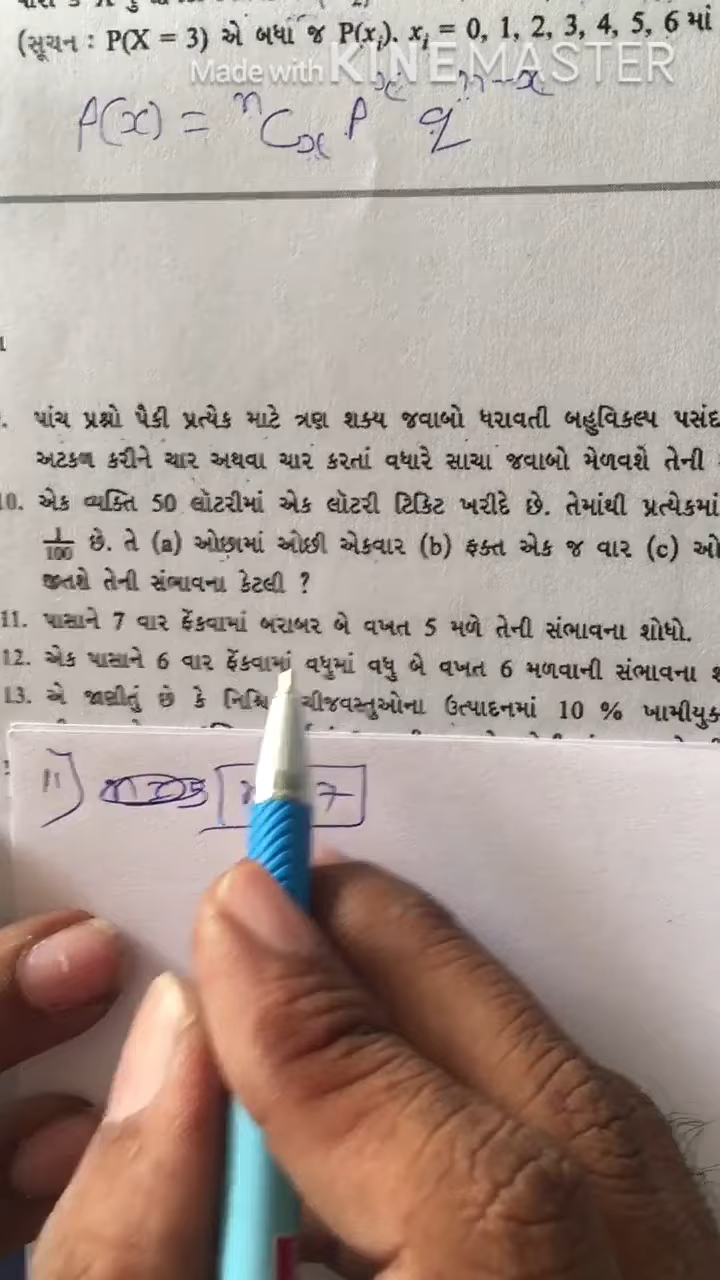 (સૂચન : P(X = 3) એ બધા જ P(xᵢ). xᵢ = 0, 1, 2, 3, 4, 5, 6 માં
Made with KINEMASTER
P(x) = ⁿCₓ Pˣ qⁿ⁻ˣ
પાંચ પ્રશ્નો પૈકી પ્રત્યેક માટે ત્રણ શક્ય જવાબો ધરાવતી બહુવિકલ્પ પસંદ
અટકળ કરીને ચાર અથવા ચાર કરતાં વધારે સાચા જવાબો મેળવશે તેની
10. એક વ્યક્તિ 50 લૉટરીમાં એક લૉટરી ટિકિટ ખરીદે છે. તેમાંથી પ્રત્યેકમાં
1/100 છે. તે (a) ઓછામાં ઓછી એકવાર (b) ફક્ત એક જ વાર (c) ઓ
જીતશે તેની સંભાવના કેટલી ?
11. પાસાને 7 વાર ફેંકવામાં બરાબર બે વખત 5 મળે તેની સંભાવના શોધો.
12. એક પાસાને 6 વાર ફેંકવામાં વધુમાં વધુ બે વખત 6 મળવાની સંભાવના
13. એ જાણીતું છે કે ચીજવસ્તુઓના ઉત્પાદનમાં 10 % ખામીયુક
11) 7